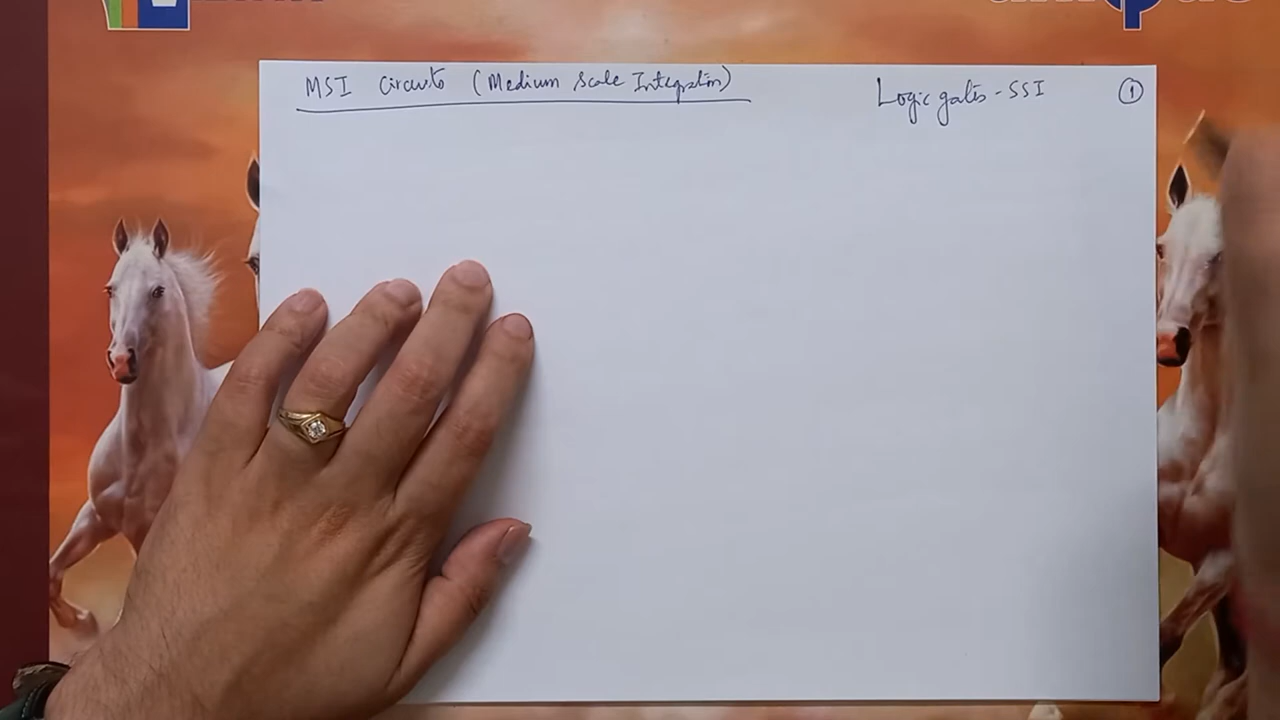 MSI Circuits (Medium Scale Integration)
Logic gates - SSI
1